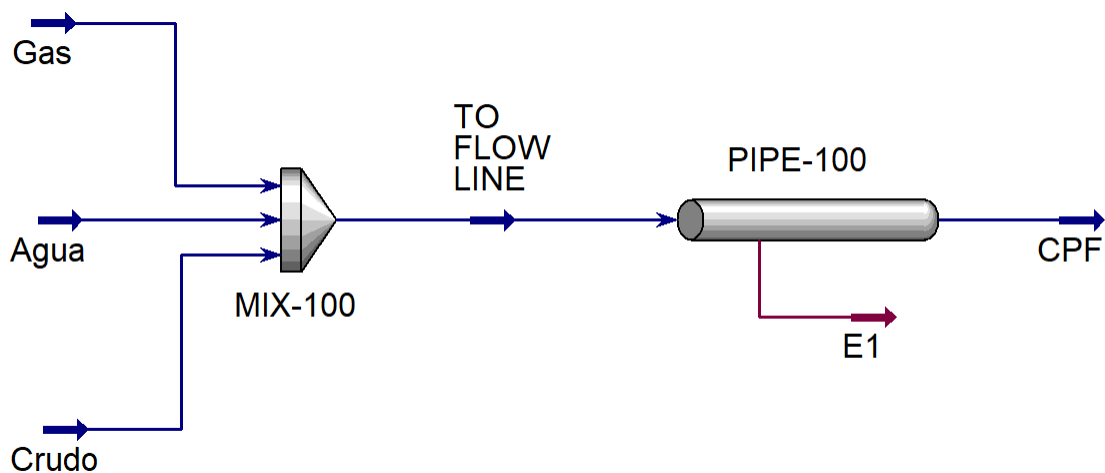 Gas
Agua
Crudo
MIX-100
TO
FLOW
LINE
PIPE-100
E1
CPF